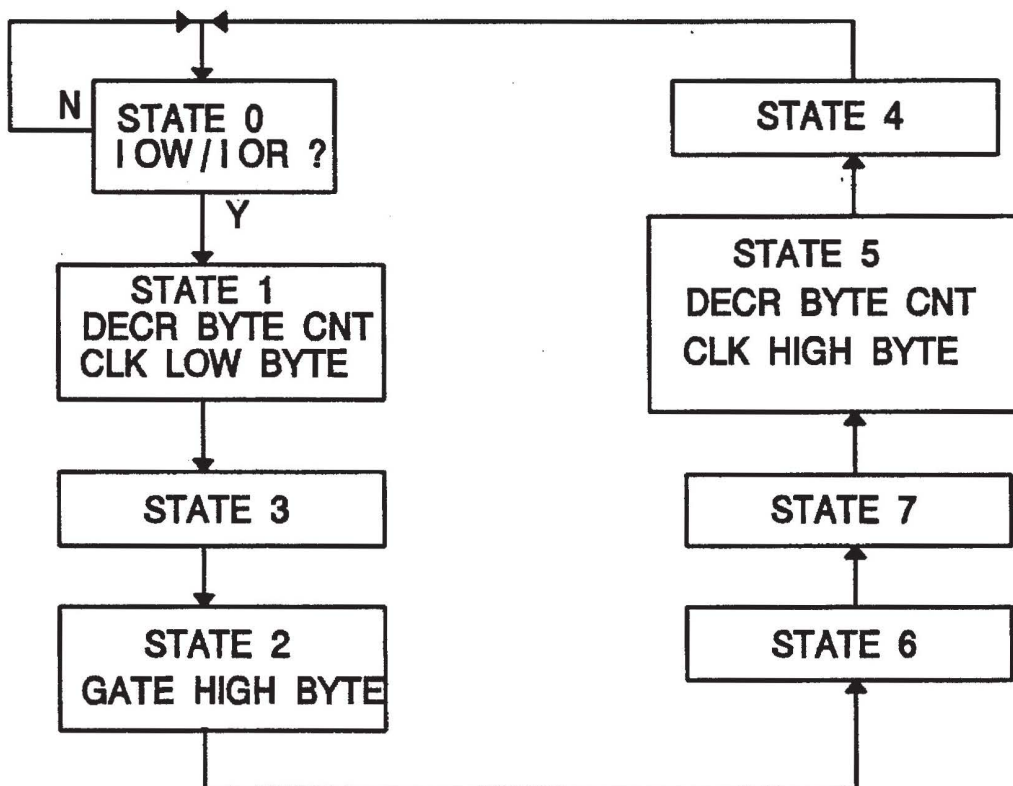 N
STATE 0
IOW/IOR ?
Y
STATE 1
DECR BYTE CNT
CLK LOW BYTE
STATE 3
STATE 2
GATE HIGH BYTE
STATE 4
STATE 5
DECR BYTE CNT
CLK HIGH BYTE
STATE 7
STATE 6